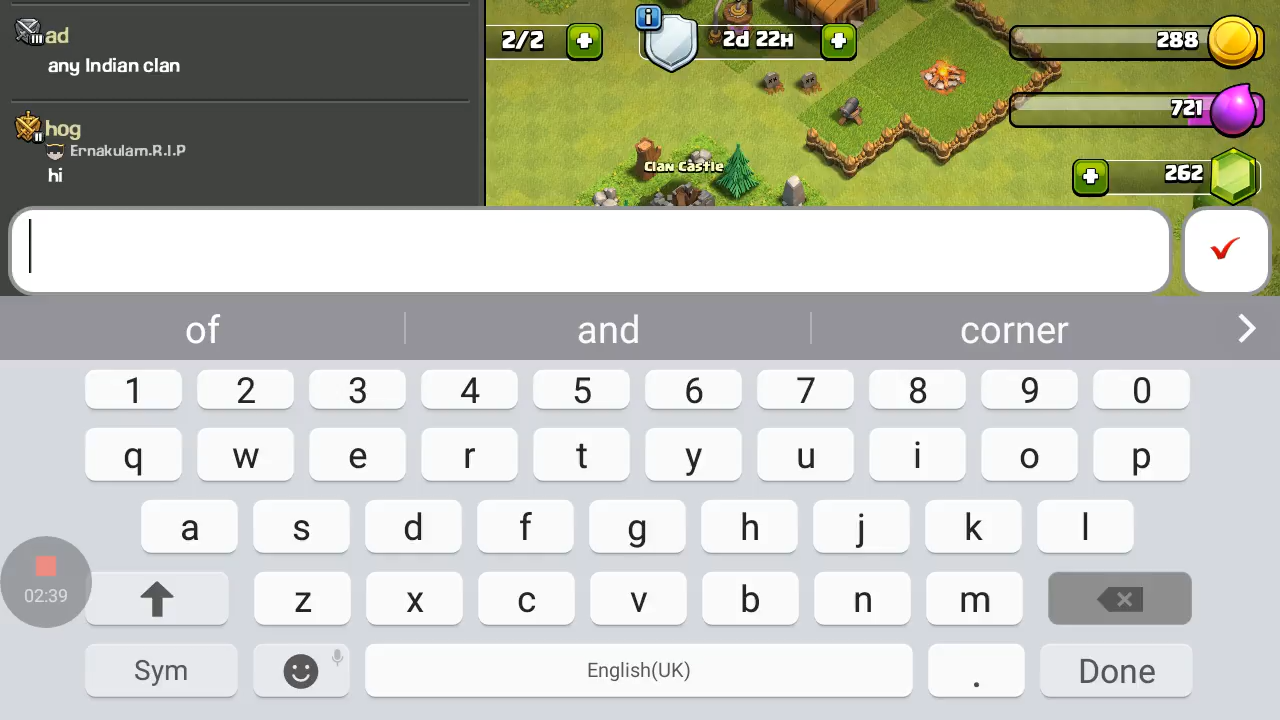 ad
any Indian clan
hog
Ernakulam.R.I.P
hi
2/2
i
2d 22H
288
721
262
Clan Castle
of and corner
1 2 3 4 5 6 7 8 9 0
q w e r t y u i o p
a s d f g h j k l
z x c v b n m
02:39
Sym English(UK) . Done